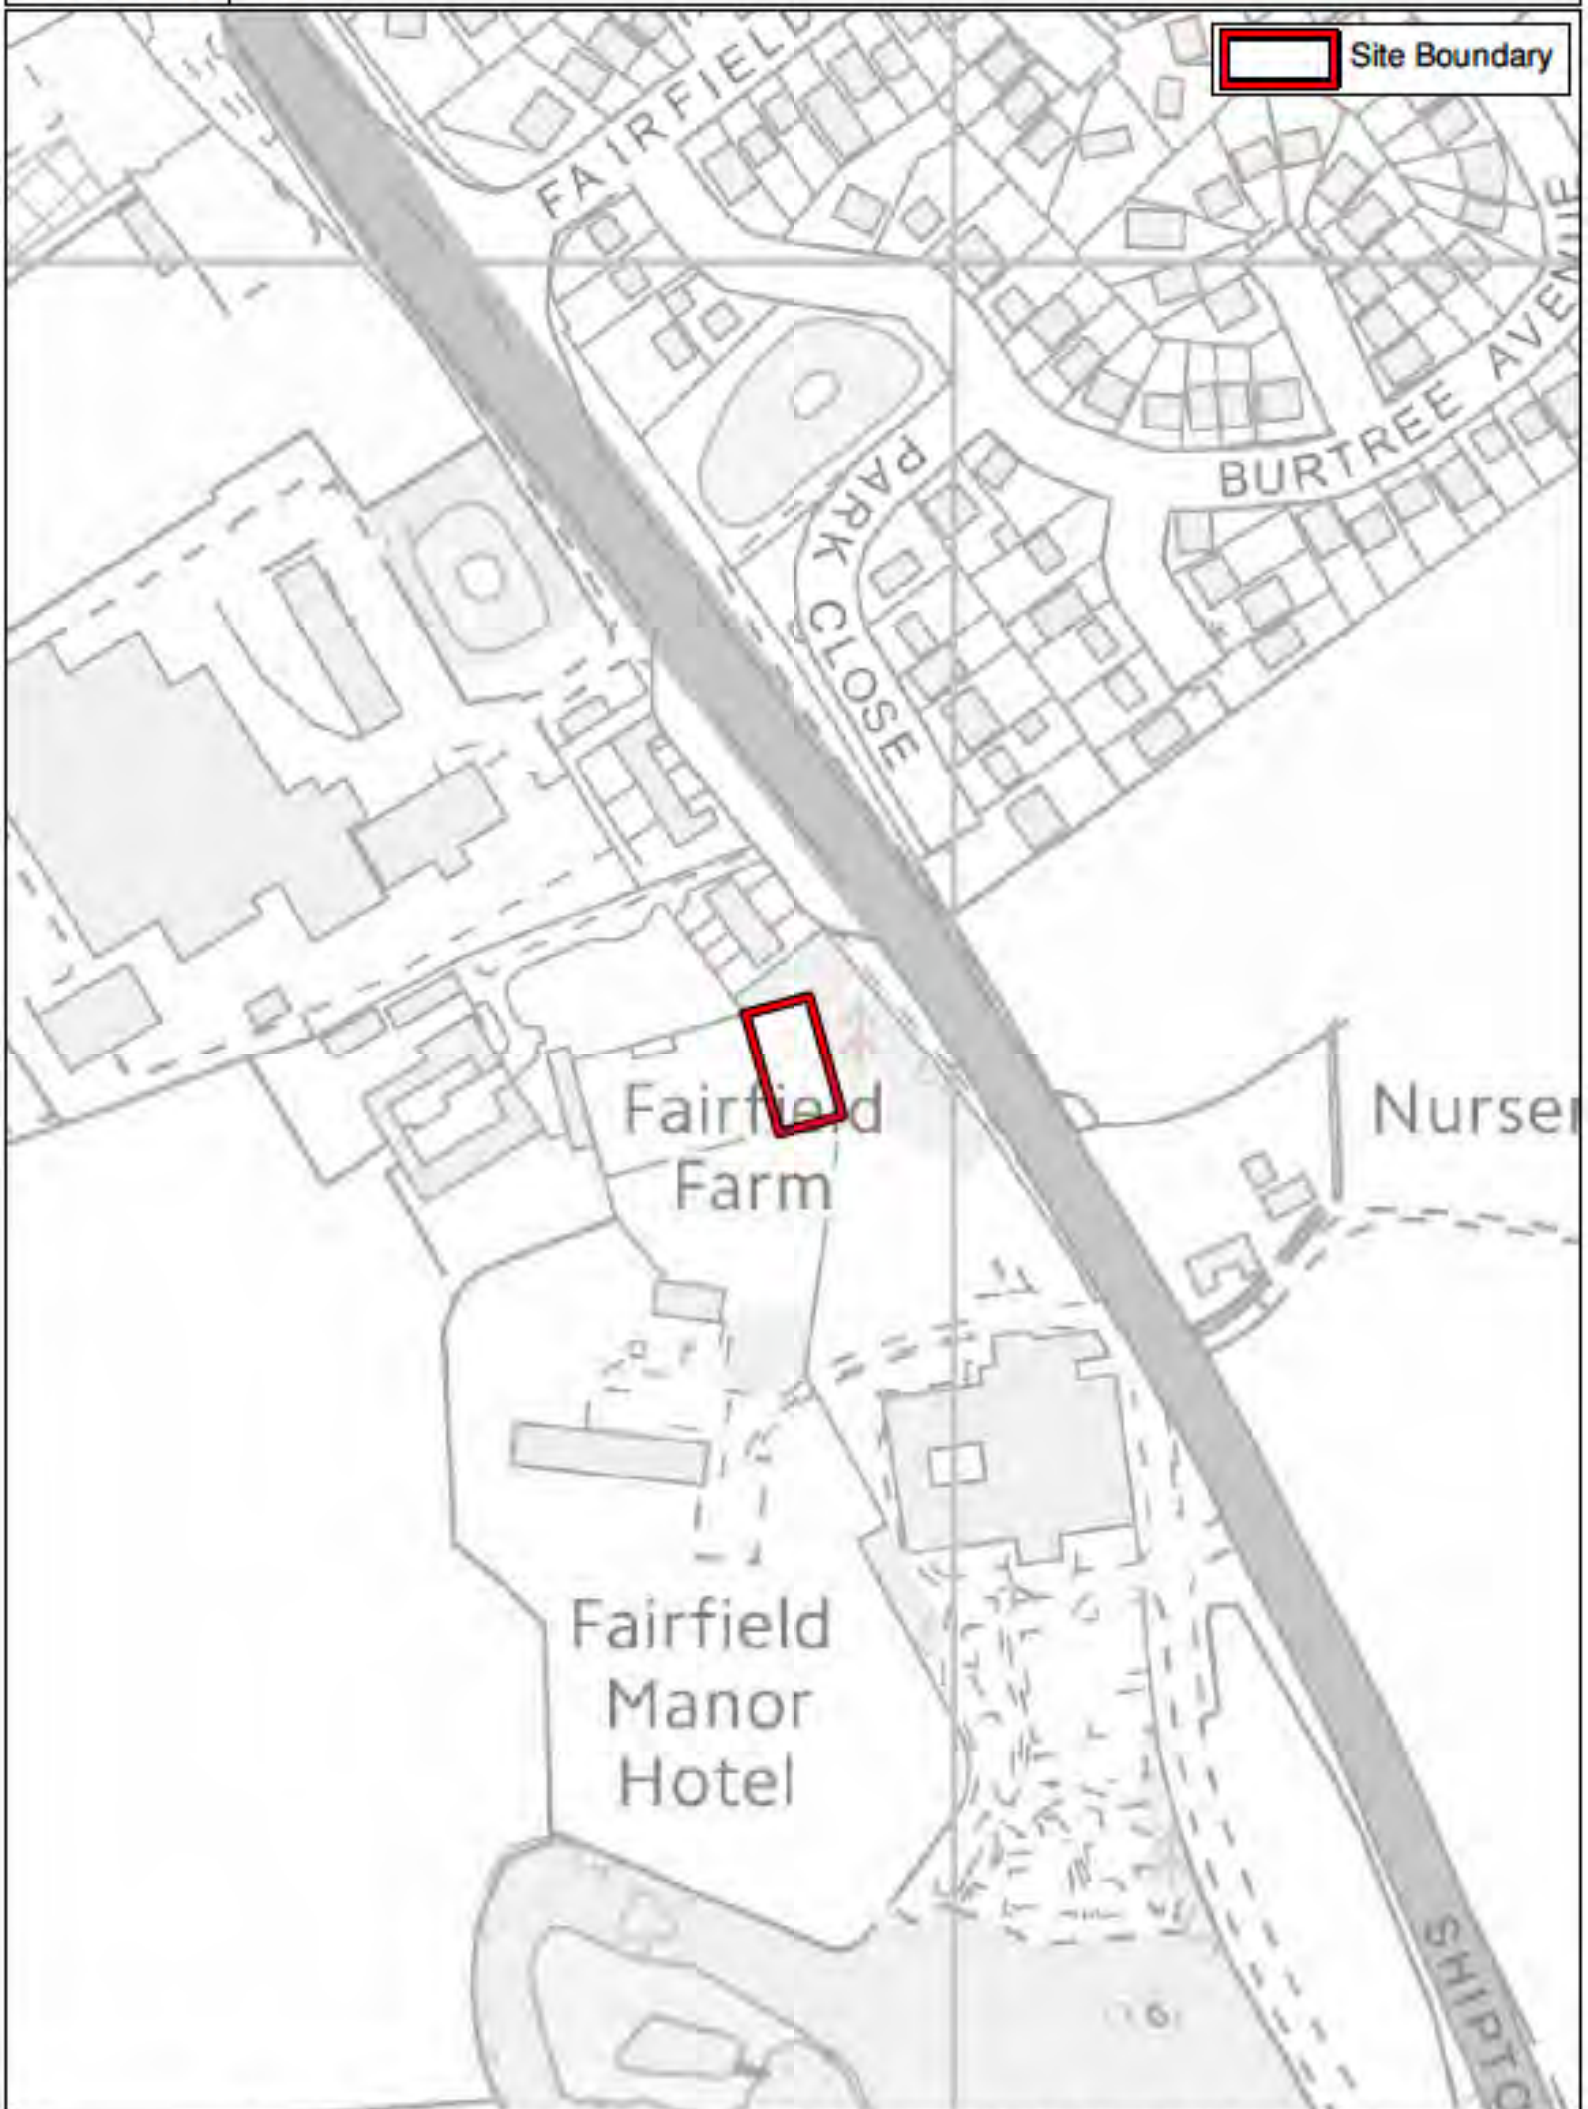 Site Boundary
FAIRFIELD
BURTREE AVENUE
PARK CLOSE
Fairfield
Farm
Nurser
Fairfield
Manor
Hotel
SHIPTO